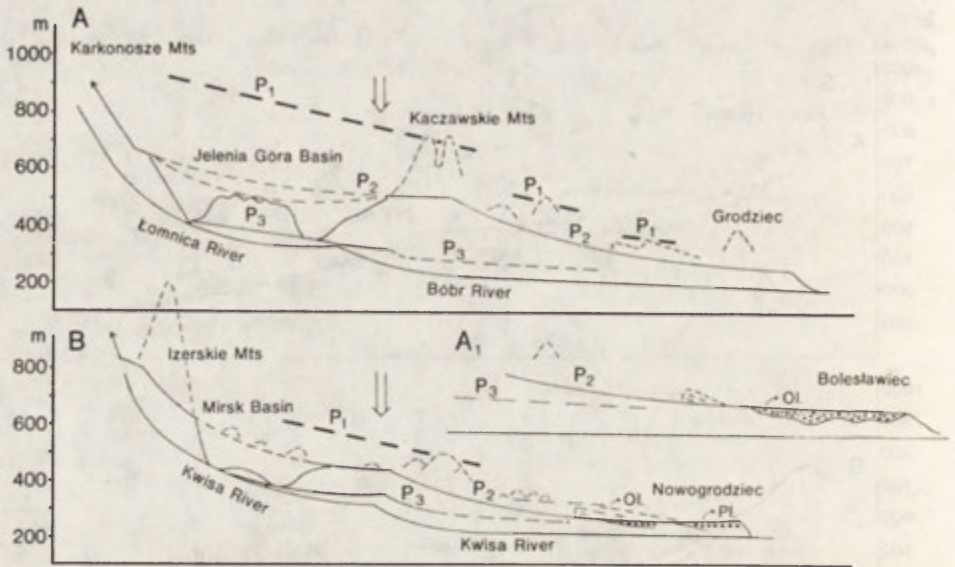 A
m
1000
Karkonosze Mts
P1
800
Kaczawskie Mts
Jelenia Góra Basin
600
P2
P1
P3
P1
Grodziec
400
P2
Łomnica River
P3
200
Bóbr River
B
m
A1
Izerskie Mts
800
P2
Bolesławiec
P3
Ol.
Mirsk Basin
P1
600
Kwisa River
400
P3
P2
Ol.
Nowogrodziec
Pl.
200
Kwisa River